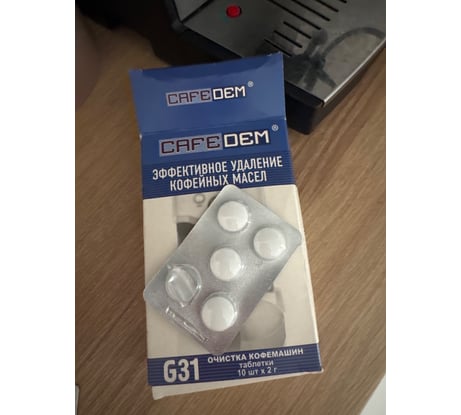 CAFEDEM®
CAFEDEM®
ЭФФЕКТИВНОЕ УДАЛЕНИЕ
КОФЕЙНЫХ МАСЕЛ
G31
ОЧИСТКА КОФЕМАШИН
таблетки
10 шт х 2 г